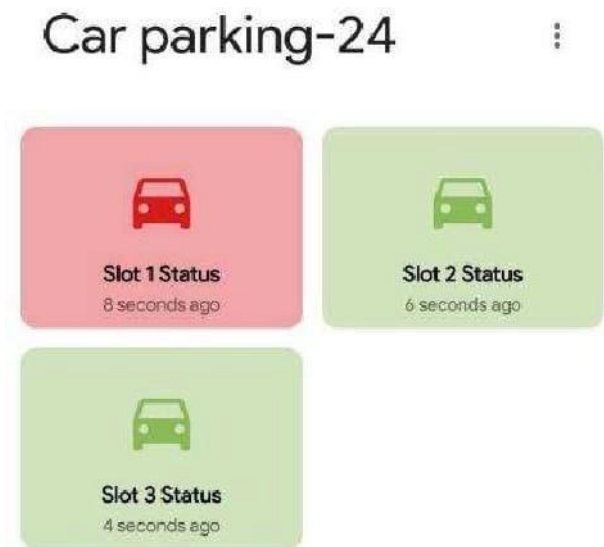 Car parking-24
Slot 1 Status
8 seconds ago
Slot 2 Status
6 seconds ago
Slot 3 Status
4 seconds ago